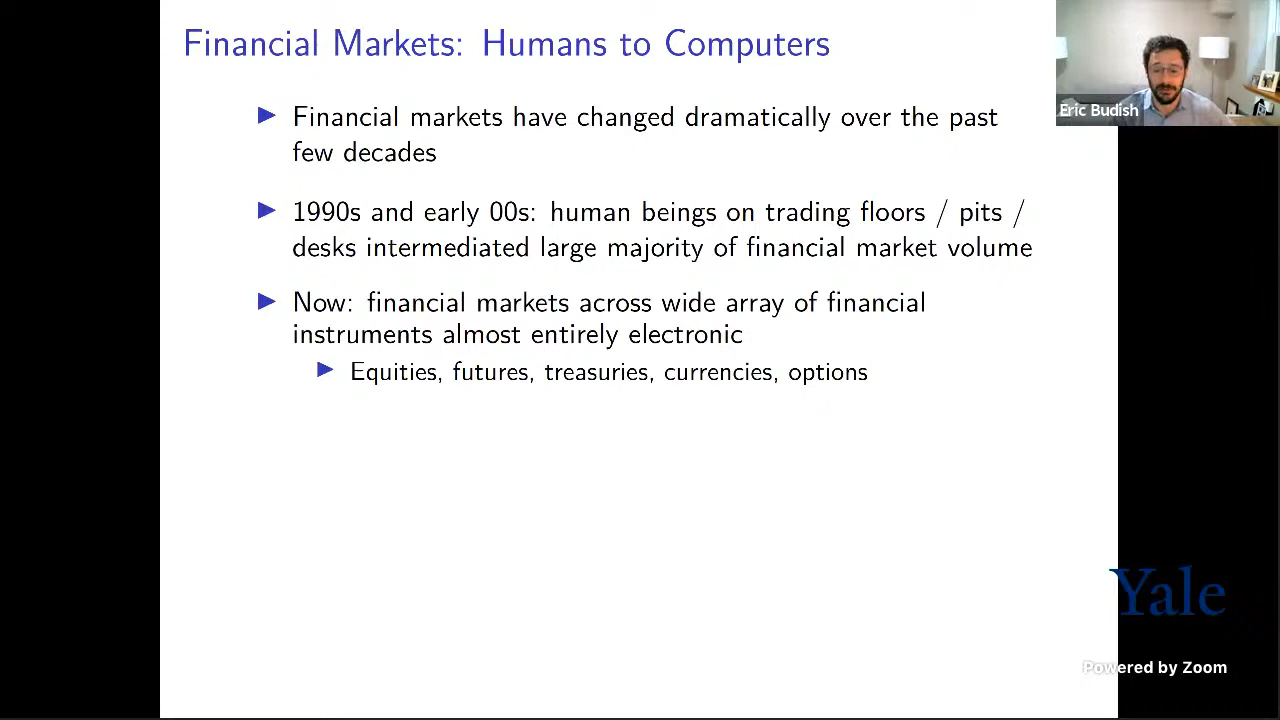 Financial Markets: Humans to Computers
Financial markets have changed dramatically over the past
few decades
1990s and early 00s: human beings on trading floors / pits /
desks intermediated large majority of financial market volume
Now: financial markets across wide array of financial
instruments almost entirely electronic
Equities, futures, treasuries, currencies, options
Eric Budish
Yale
Powered by Zoom